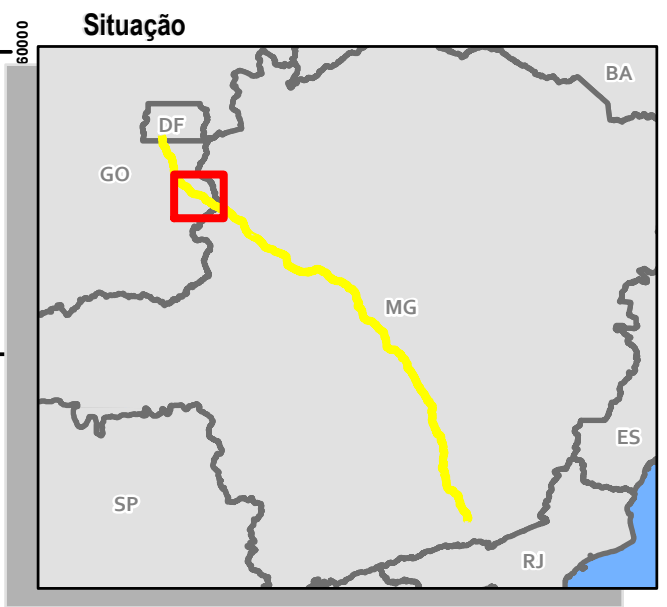 Situação
60000
BA
DF
GO
MG
ES
SP
RJ